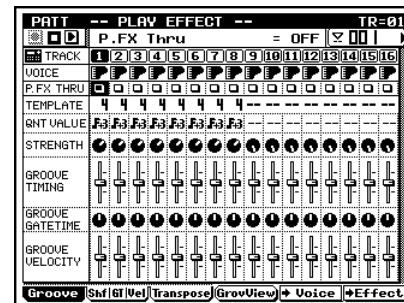 PATT -- PLAY EFFECT -- TR=01
P.FX Thru = OFF
TRACK 1 2 3 4 5 6 7 8 9 10 11 12 13 14 15 16
VOICE
P.FX THRU
TEMPLATE 4 4 4 4 4 4 4 4 -- -- -- -- -- -- -- --
QNT VALUE
STRENGTH
GROOVE
TIMING
GROOVE
GATETIME
GROOVE
VELOCITY
Groove Shf|GT|Vel Transpose GrovView → Voice →Effect